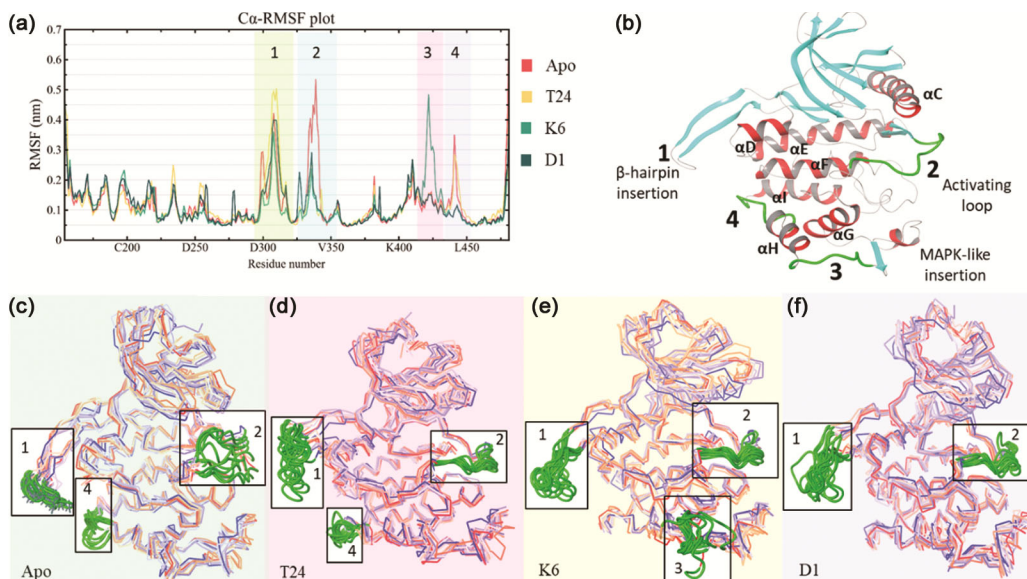 (a)
Cα-RMSF plot
0.7
0.6
0.5
0.4
0.3
0.2
0.1
0
RMSF (nm)
1
2
3
4
C200
D250
D300
V350
K400
L450
Residue number
Apo
T24
K6
D1
(b)
αC
αD
αE
αF
αI
αG
αH
1
β-hairpin
insertion
2
Activating
loop
4
3
MAPK-like
insertion
(c)
1
2
4
Apo
(d)
1
2
4
T24
(e)
1
2
3
K6
(f)
1
2
D1